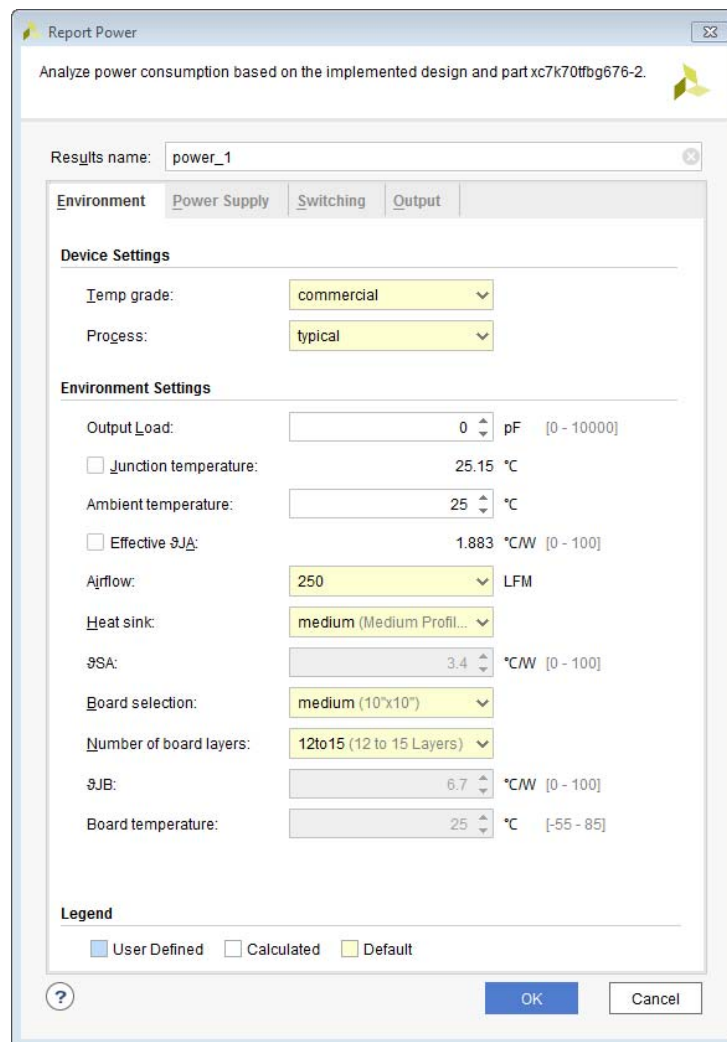 Report Power
Analyze power consumption based on the implemented design and part xc7k70tfbg676-2.
Results name: power_1
Environment Power Supply Switching Output
Device Settings
Temp grade: commercial
Process: typical
Environment Settings
Output Load: 0 pF [0 - 10000]
Junction temperature: 25.15 °C
Ambient temperature: 25 °C
Effective ϑJA: 1.883 °C/W [0 - 100]
Airflow: 250 LFM
Heat sink: medium (Medium Profil...
ϑSA: 3.4 °C/W [0 - 100]
Board selection: medium (10"x10")
Number of board layers: 12to15 (12 to 15 Layers)
ϑJB: 6.7 °C/W [0 - 100]
Board temperature: 25 °C [-55 - 85]
Legend
User Defined Calculated Default
? OK Cancel